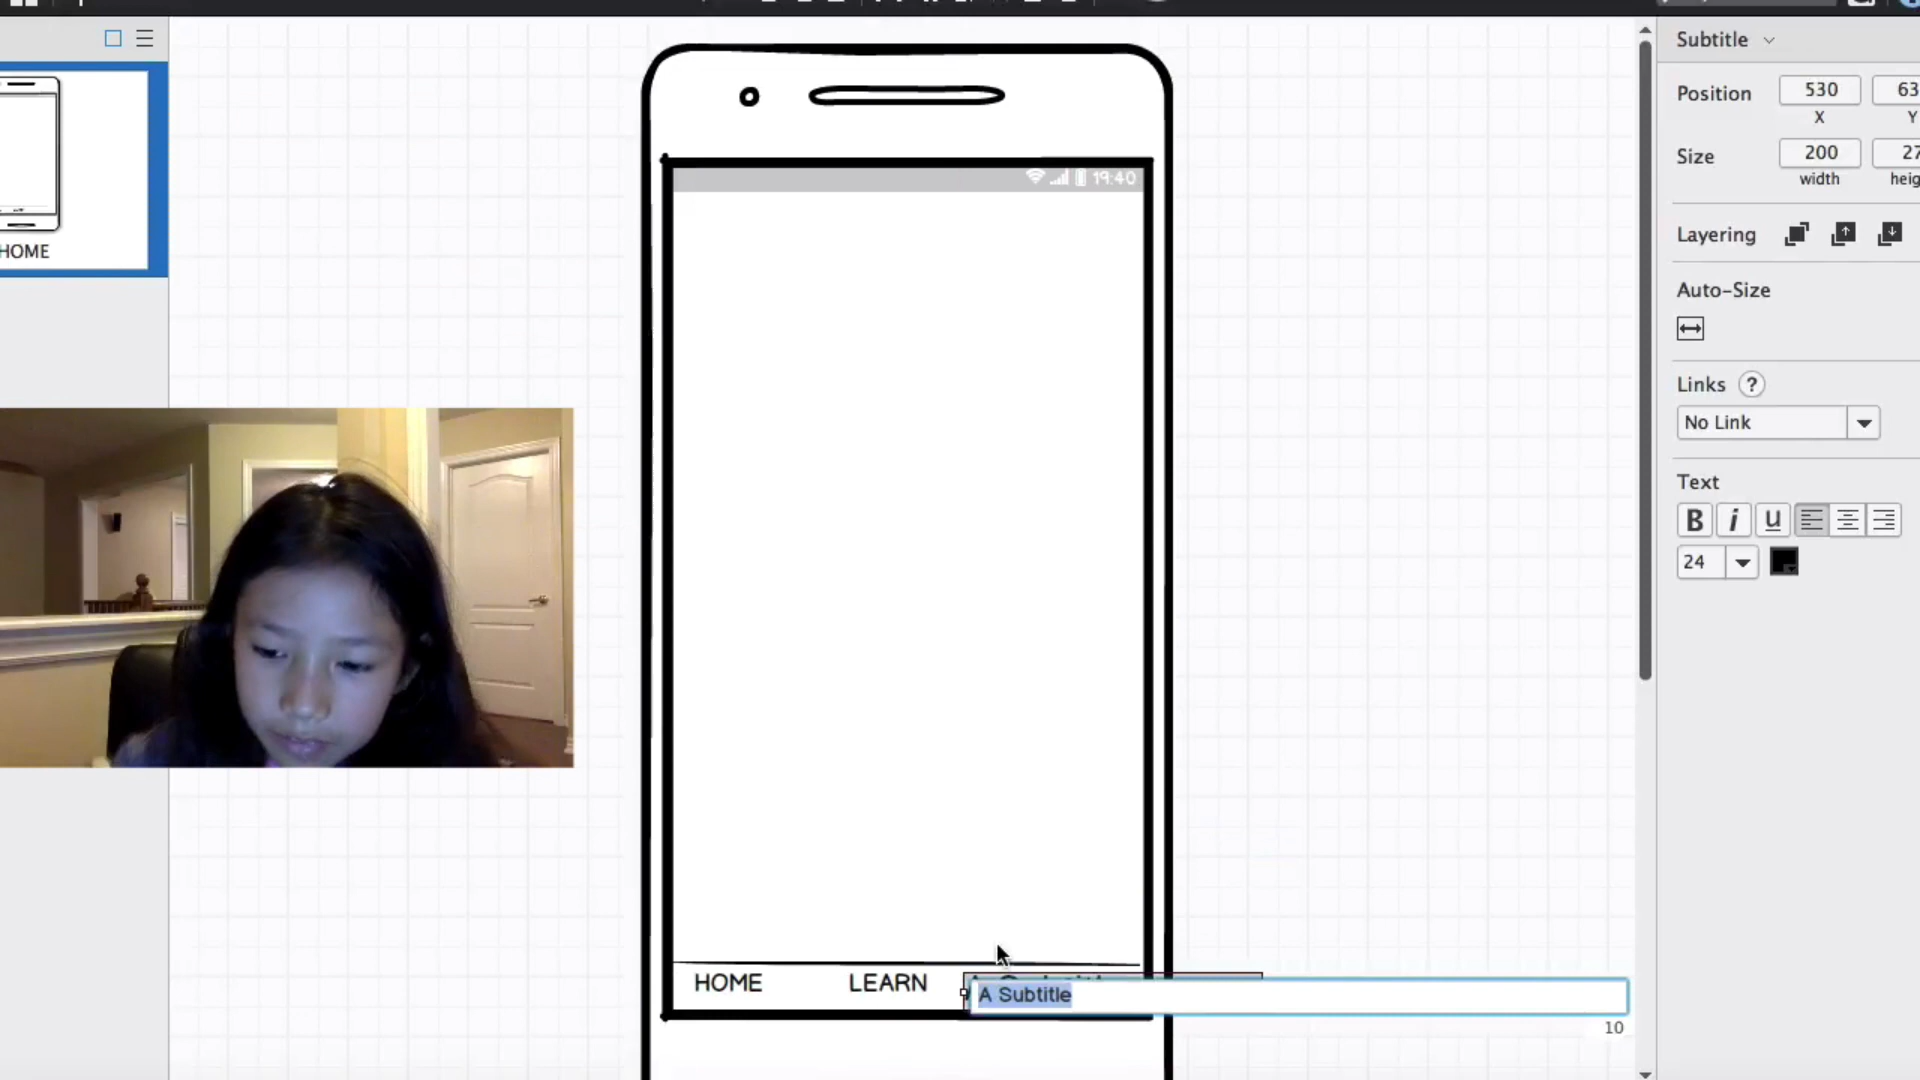 Subtitle
Position
530
63
X
Y
Size
200
27
width
heig
Layering
Auto-Size
Links ?
No Link
Text
B i U
24
HOME
19:40
HOME
LEARN
A Subtitle
10